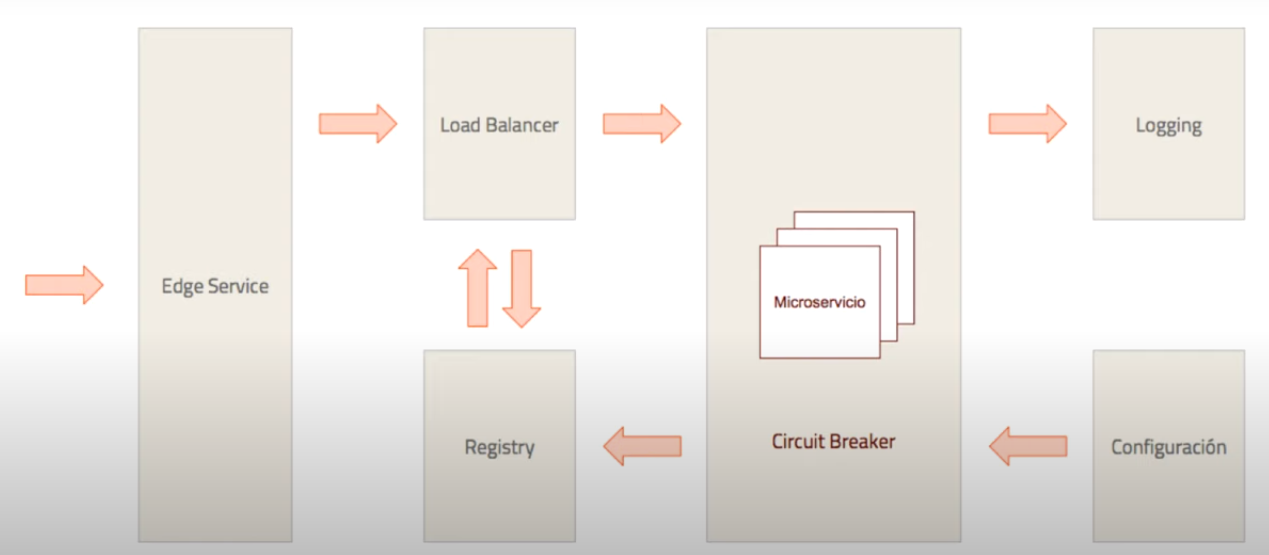 Edge Service
Load Balancer
Registry
Microservicio
Circuit Breaker
Logging
Configuración